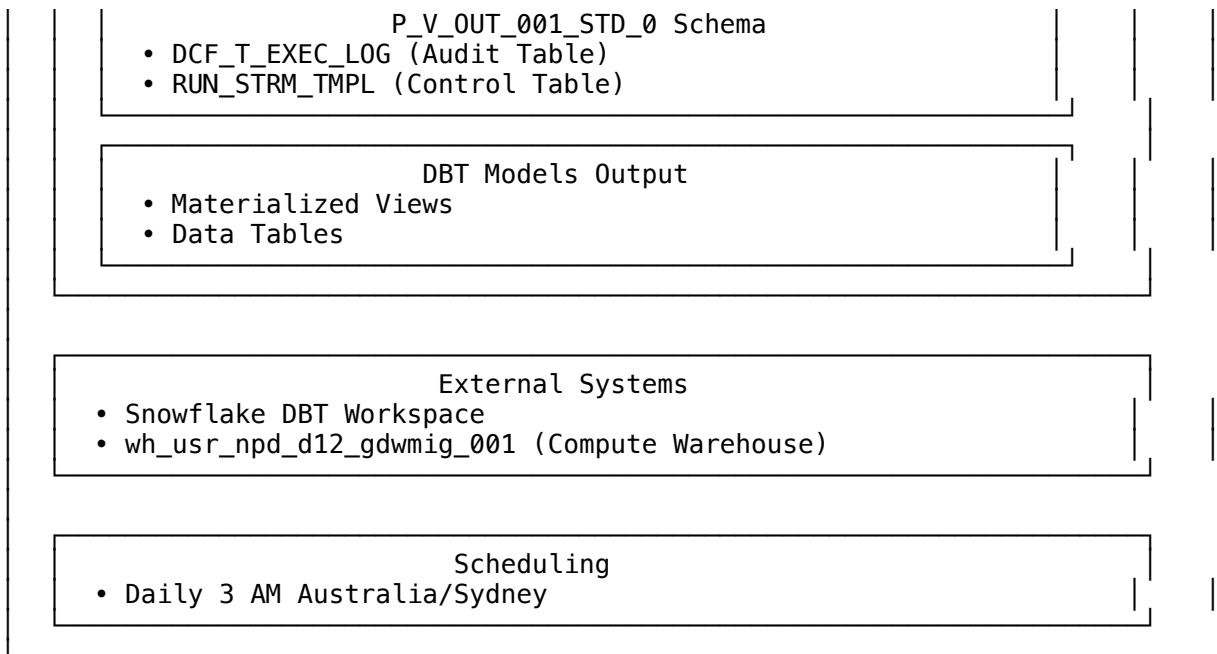 P_V_OUT_001_STD_0 Schema
• DCF_T_EXEC_LOG (Audit Table)
• RUN_STRM_TMPL (Control Table)
DBT Models Output
• Materialized Views
• Data Tables
External Systems
• Snowflake DBT Workspace
• wh_usr_npd_d12_gdwmig_001 (Compute Warehouse)
Scheduling
• Daily 3 AM Australia/Sydney